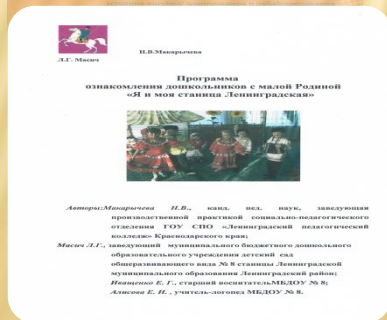 Н.В.Макарычева
Л.Г. Масич
Программа
ознакомления дошкольников с малой Родиной
«Я и моя станица Ленинградская»
Авторы:Макарычева Н.В., канд. пед. наук, заведующая
производственной практикой социально-педагогического
отделения ГОУ СПО «Ленинградский педагогический
колледж» Краснодарского края;
Масич Л.Г., заведующий муниципального бюджетного дошкольного
образовательного учреждения детский сад
общеразвивающего вида № 8 станицы Ленинградской
муниципального образования Ленинградский район;
Иващенко Е. Г., старший воспитательМБДОУ № 8;
Алисова Е. Н. , учитель-логопед МБДОУ № 8.